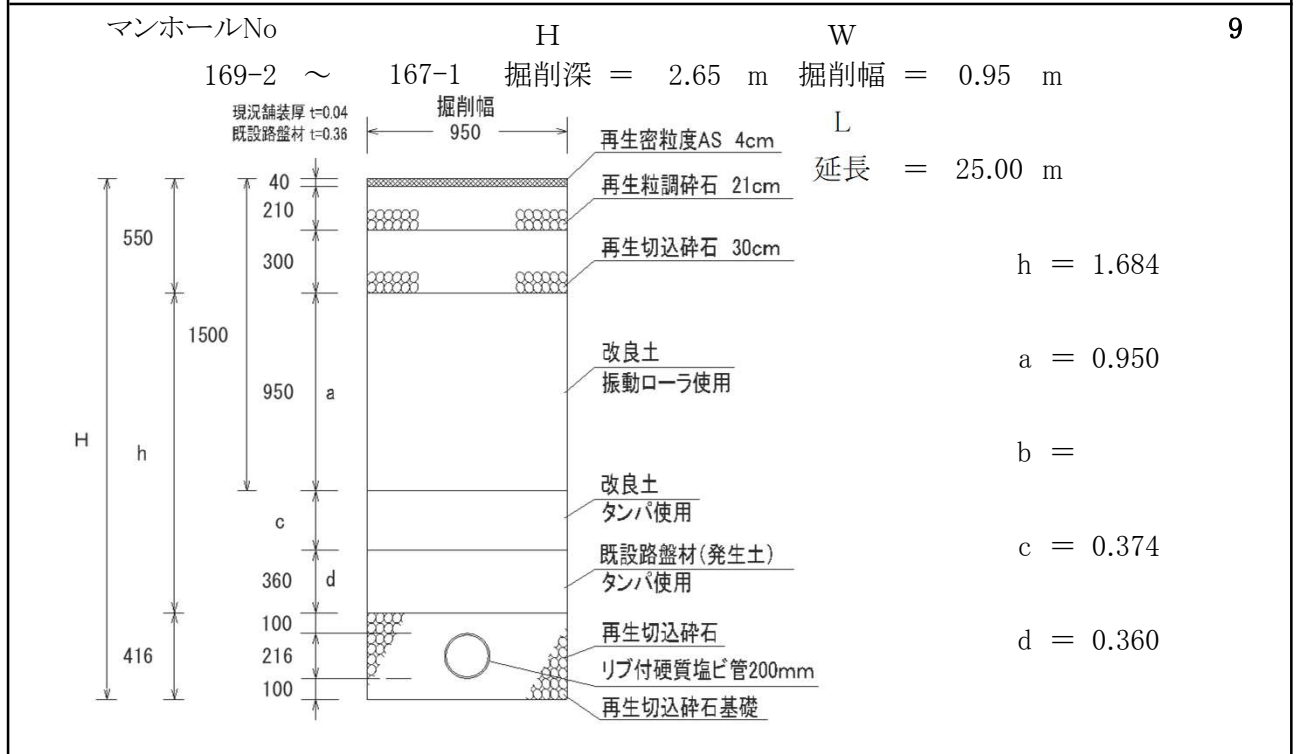 マンホールNo H W 9
169-2 ～ 167-1 掘削深 ＝ 2.65 m 掘削幅 ＝ 0.95 m
現況舗装厚 t=0.04
既設路盤材 t=0.36
掘削幅
950
L
延長 ＝ 25.00 m
再生密粒度AS 4cm
40
再生粒調砕石 21cm
210
550
再生切込砕石 30cm
300
h ＝ 1.684
1500
改良土
振動ローラ使用
a ＝ 0.950
950 a
H
h
b ＝
改良土
タンパ使用
c
既設路盤材(発生土)
タンパ使用
c ＝ 0.374
360 d
100
再生切込砕石
d ＝ 0.360
416
216
リブ付硬質塩ビ管200mm
100
再生切込砕石基礎